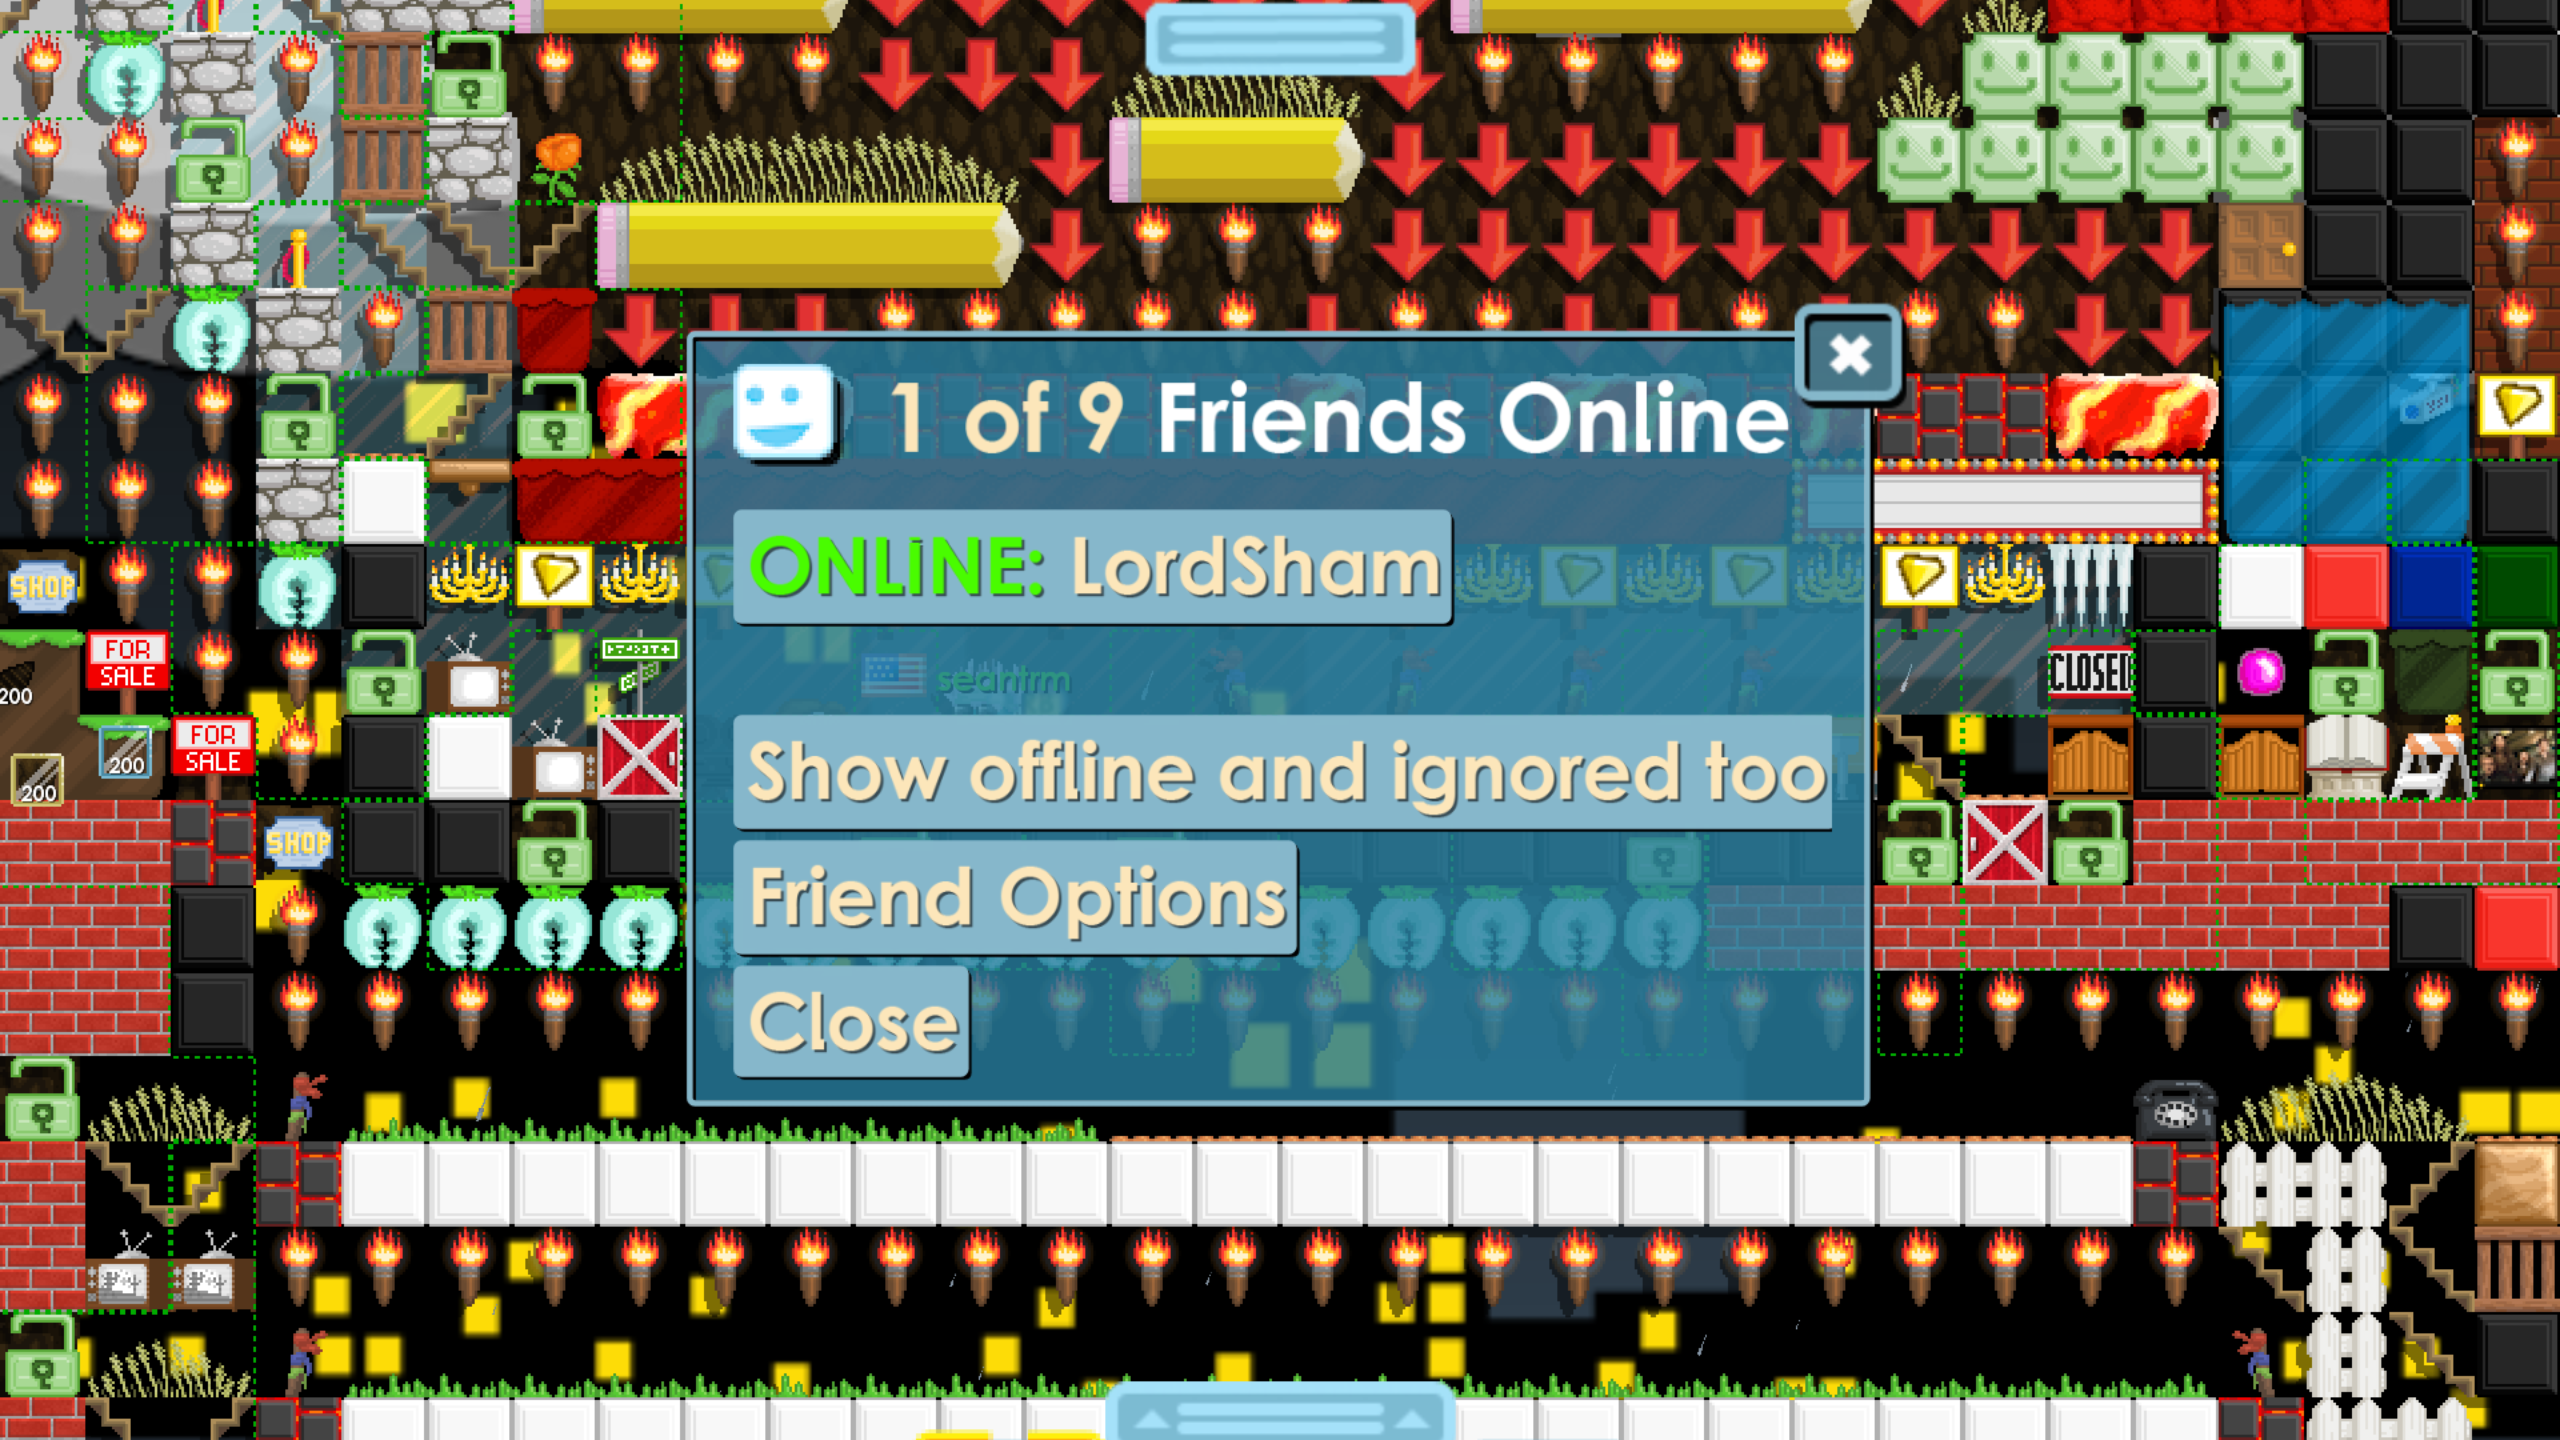 1 of 9 Friends Online
ONLiNE: LordSham
SHOP
FOR
SALE
seahtrm
CLOSED
200
Show offline and ignored too
FOR
SALE
200
200
SHOP
Friend Options
Close